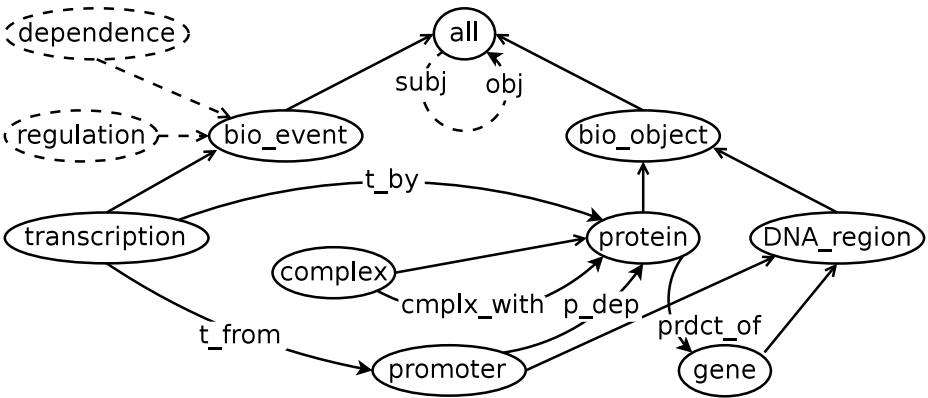 dependence
all
subj
obj
regulation
bio_event
bio_object
t_by
transcription
protein
DNA_region
complex
cmplx_with
p_dep
t_from
prdct_of
promoter
gene